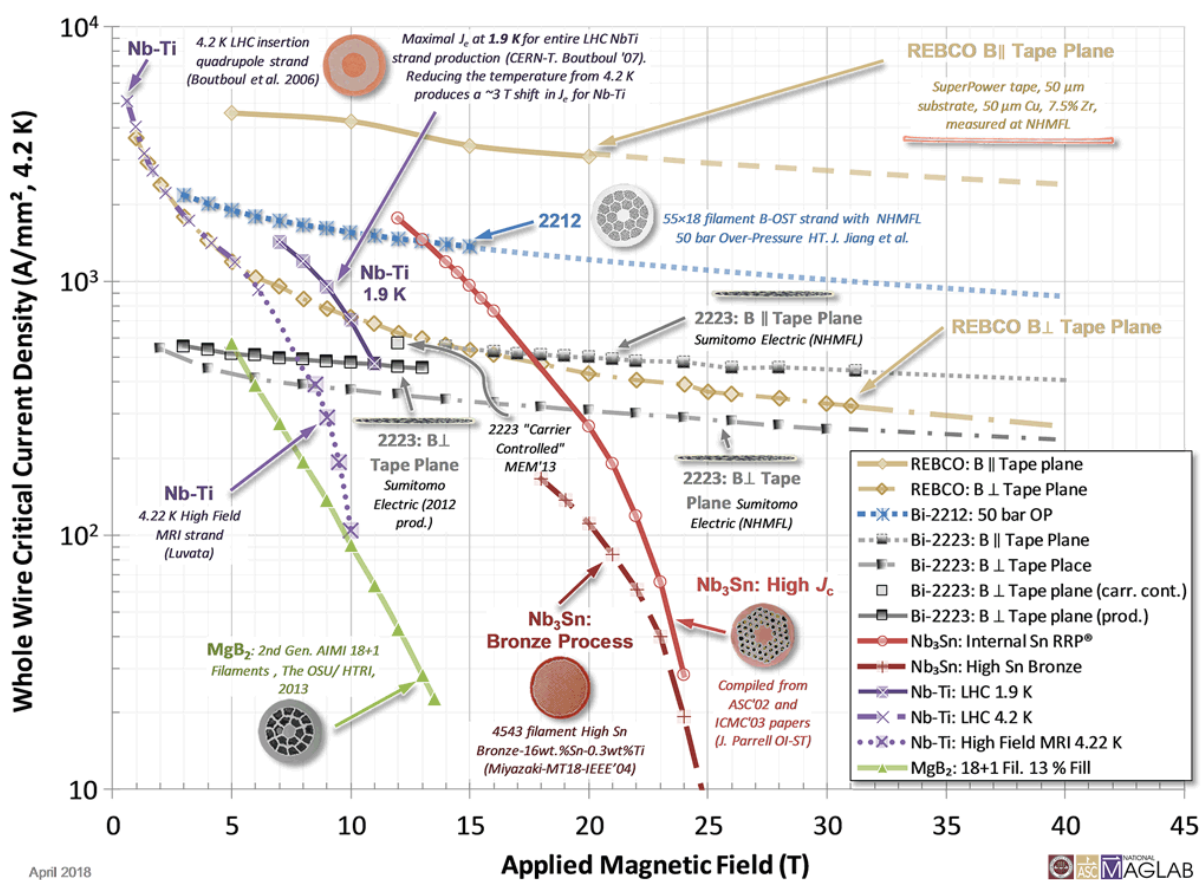 Whole Wire Critical Current Density (A/mm², 4.2 K)
10⁴
10³
10²
10
0
5
10
15
20
25
30
35
40
45
Applied Magnetic Field (T)
Nb-Ti
4.2 K LHC insertion
quadrupole strand
(Boutboul et al. 2006)
Maximal Jₑ at 1.9 K for entire LHC NbTi
strand production (CERN-T. Boutboul '07).
Reducing the temperature from 4.2 K
produces a ~3 T shift in Jₑ for Nb-Ti
REBCO B∥ Tape Plane
SuperPower tape, 50 µm
substrate, 50 µm Cu, 7.5% Zr,
measured at NHMFL
2212
55×18 filament B-OST strand with NHMFL
50 bar Over-Pressure HT. J. Jiang et al.
Nb-Ti
1.9 K
2223: B ∥ Tape Plane
Sumitomo Electric (NHMFL)
REBCO B⊥ Tape Plane
2223: B⊥
Tape Plane
Sumitomo
Electric (2012
prod.)
2223 "Carrier
Controlled"
MEM'13
2223: B⊥ Tape
Plane Sumitomo
Electric (NHMFL)
Nb-Ti
4.22 K High Field
MRI strand
(Luvata)
MgB₂: 2nd Gen. AIMI 18+1
Filaments , The OSU/ HTRI,
2013
Nb₃Sn:
Bronze Process
4543 filament High Sn
Bronze-16wt.%Sn-0.3wt%Ti
(Miyazaki-MT18-IEEE'04)
Nb₃Sn: High Jc
Compiled from
ASC'02 and
ICMC'03 papers
(J. Parrell OI-ST)
REBCO: B ∥ Tape plane
REBCO: B ⊥ Tape Plane
Bi-2212: 50 bar OP
Bi-2223: B ∥ Tape Plane
Bi-2223: B ⊥ Tape Place
Bi-2223: B ⊥ Tape plane (carr. cont.)
Bi-2223: B ⊥ Tape plane (prod.)
Nb₃Sn: Internal Sn RRP®
Nb₃Sn: High Sn Bronze
Nb-Ti: LHC 1.9 K
Nb-Ti: LHC 4.2 K
Nb-Ti: High Field MRI 4.22 K
MgB₂: 18+1 Fil. 13 % Fill
April 2018
ASC
NATIONAL
MAGLAB